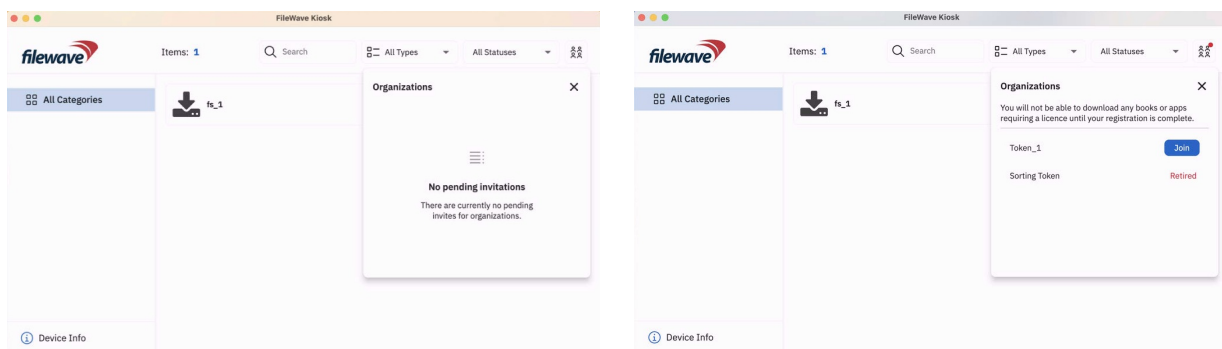 FileWave Kiosk
filewave
Items: 1
Search
All Types
All Statuses
All Categories
fs_1
Organizations
No pending invitations
There are currently no pending
invites for organizations.
Device Info
FileWave Kiosk
filewave
Items: 1
Search
All Types
All Statuses
All Categories
fs_1
Organizations
You will not be able to download any books or apps
requiring a licence until your registration is complete.
Token_1
Join
Sorting Token
Retired
Device Info